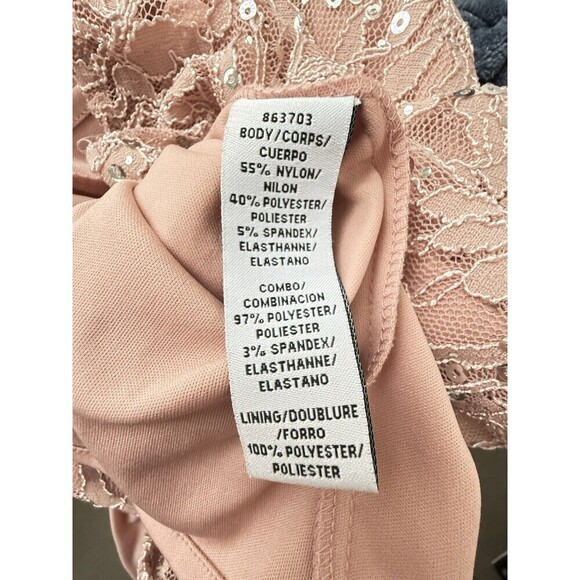 863703
BODY/CORPS/
CUERPO
55% NYLON/
NILON
40% POLYESTER/
POLIESTER
5% SPANDEX/
ELASTHANNE/
ELASTANO
COMBO/
COMBINACION
97% POLYESTER/
POLIESTER
3% SPANDEX/
ELASTHANNE/
ELASTANO
LINING/DOUBLURE
/FORRO
100% POLYESTER/
POLIESTER